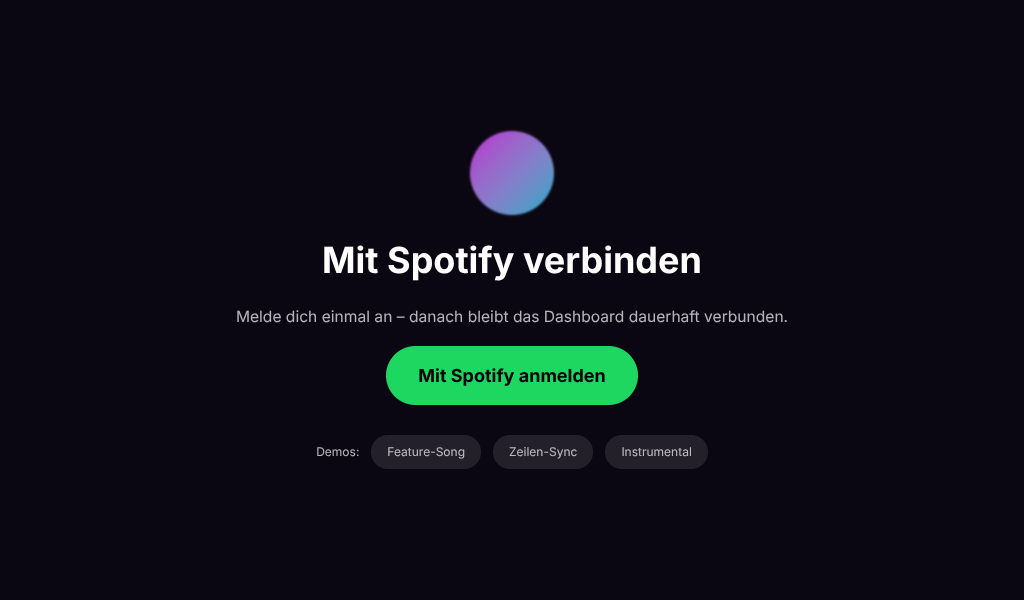 Mit Spotify verbinden
Melde dich einmal an – danach bleibt das Dashboard dauerhaft verbunden.
Mit Spotify anmelden
Demos: Feature-Song Zeilen-Sync Instrumental